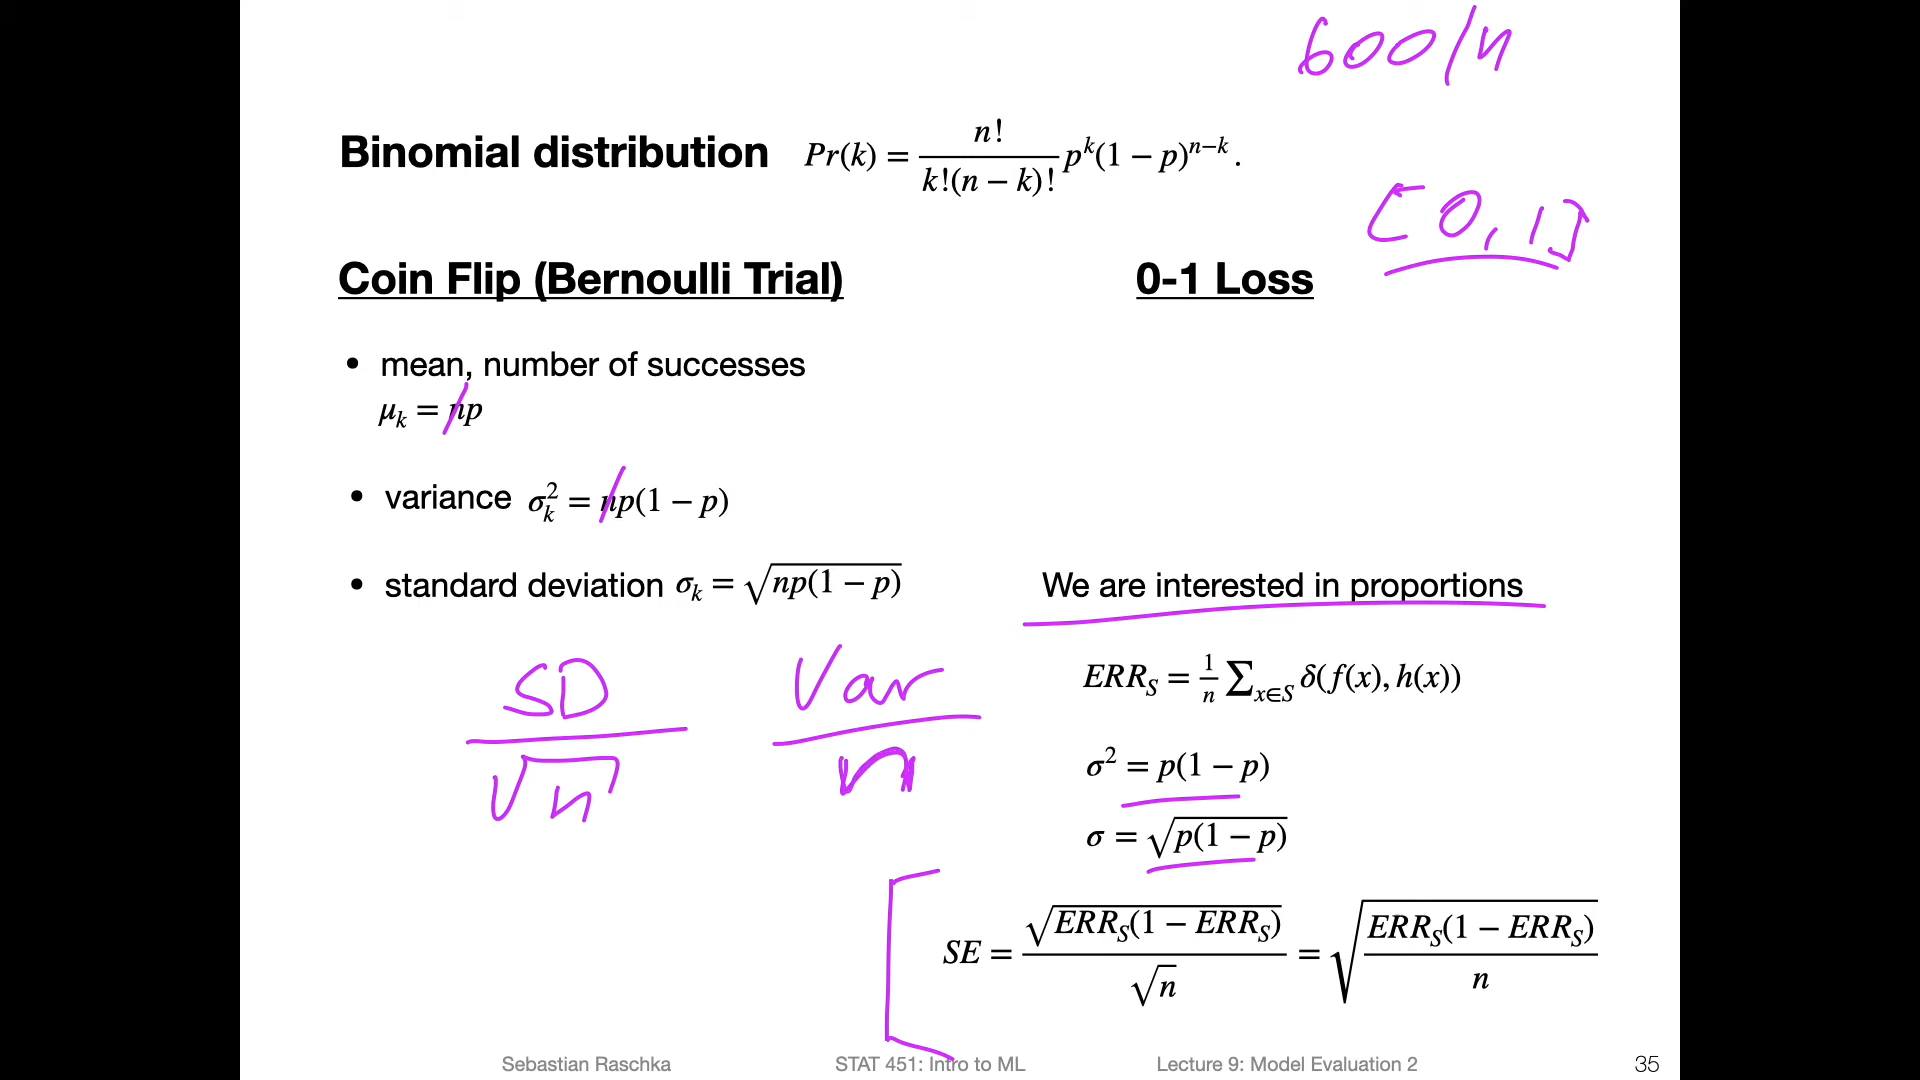 600/n
Binomial distribution Pr(k) = n! / k!(n − k)! p^k(1 − p)^{n−k} .
[0, 1]
Coin Flip (Bernoulli Trial) 0-1 Loss
• mean, number of successes
μ_k = np
• variance σ_k^2 = np(1 − p)
• standard deviation σ_k = √(np(1 − p)) We are interested in proportions
SD / √n Var / n
ERR_S = 1/n ∑_{x∈S} δ(f(x), h(x))
σ^2 = p(1 − p)
σ = √(p(1 − p))
SE = √(ERR_S(1 − ERR_S)) / √n = √(ERR_S(1 − ERR_S) / n)
Sebastian Raschka STAT 451: Intro to ML Lecture 9: Model Evaluation 2 35